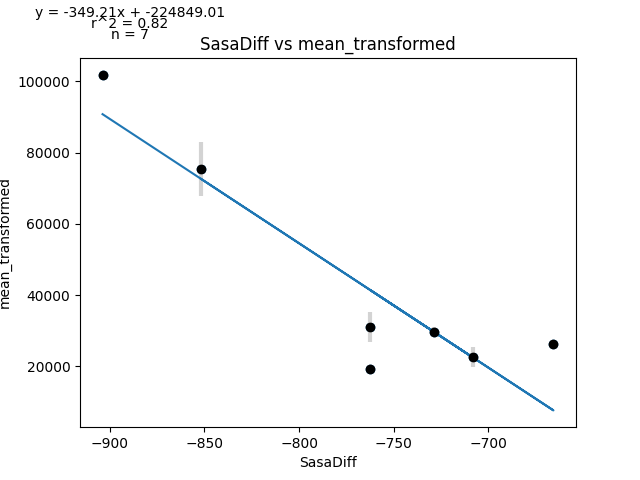 y = -349.21x + -224849.01
r^2 = 0.82
n = 7
SasaDiff vs mean_transformed
mean_transformed
100000
80000
60000
40000
20000
−900
−850
−800
−750
−700
SasaDiff